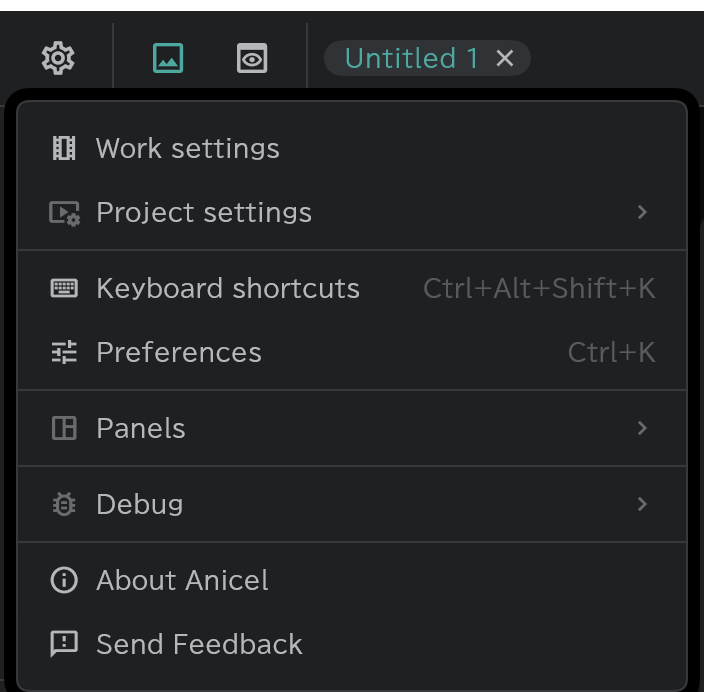 Untitled 1
Work settings
Project settings
Keyboard shortcuts Ctrl+Alt+Shift+K
Preferences Ctrl+K
Panels
Debug
About Anicel
Send Feedback